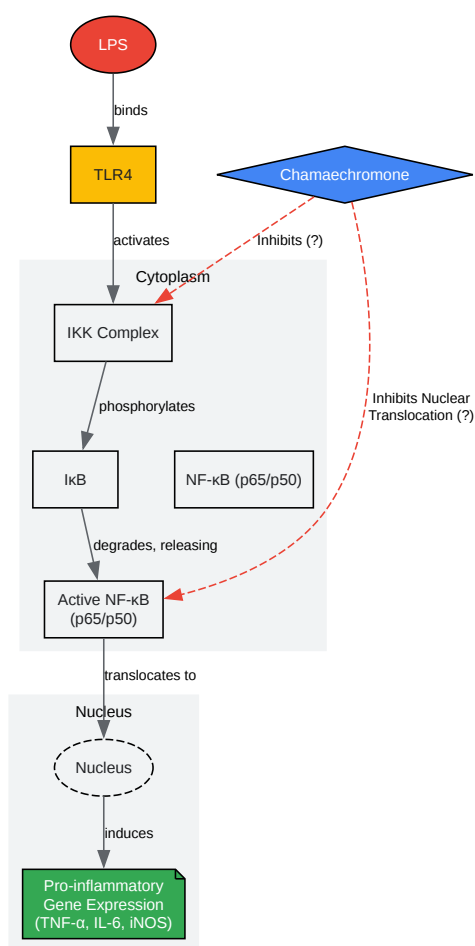 LPS
binds
TLR4
Chamaechromone
activates
Inhibits (?)
Cytoplasm
IKK Complex
phosphorylates
Inhibits Nuclear
Translocation (?)
IκB
NF-κB (p65/p50)
degrades, releasing
Active NF-κB
(p65/p50)
translocates to
Nucleus
Nucleus
induces
Pro-inflammatory
Gene Expression
(TNF-α, IL-6, iNOS)